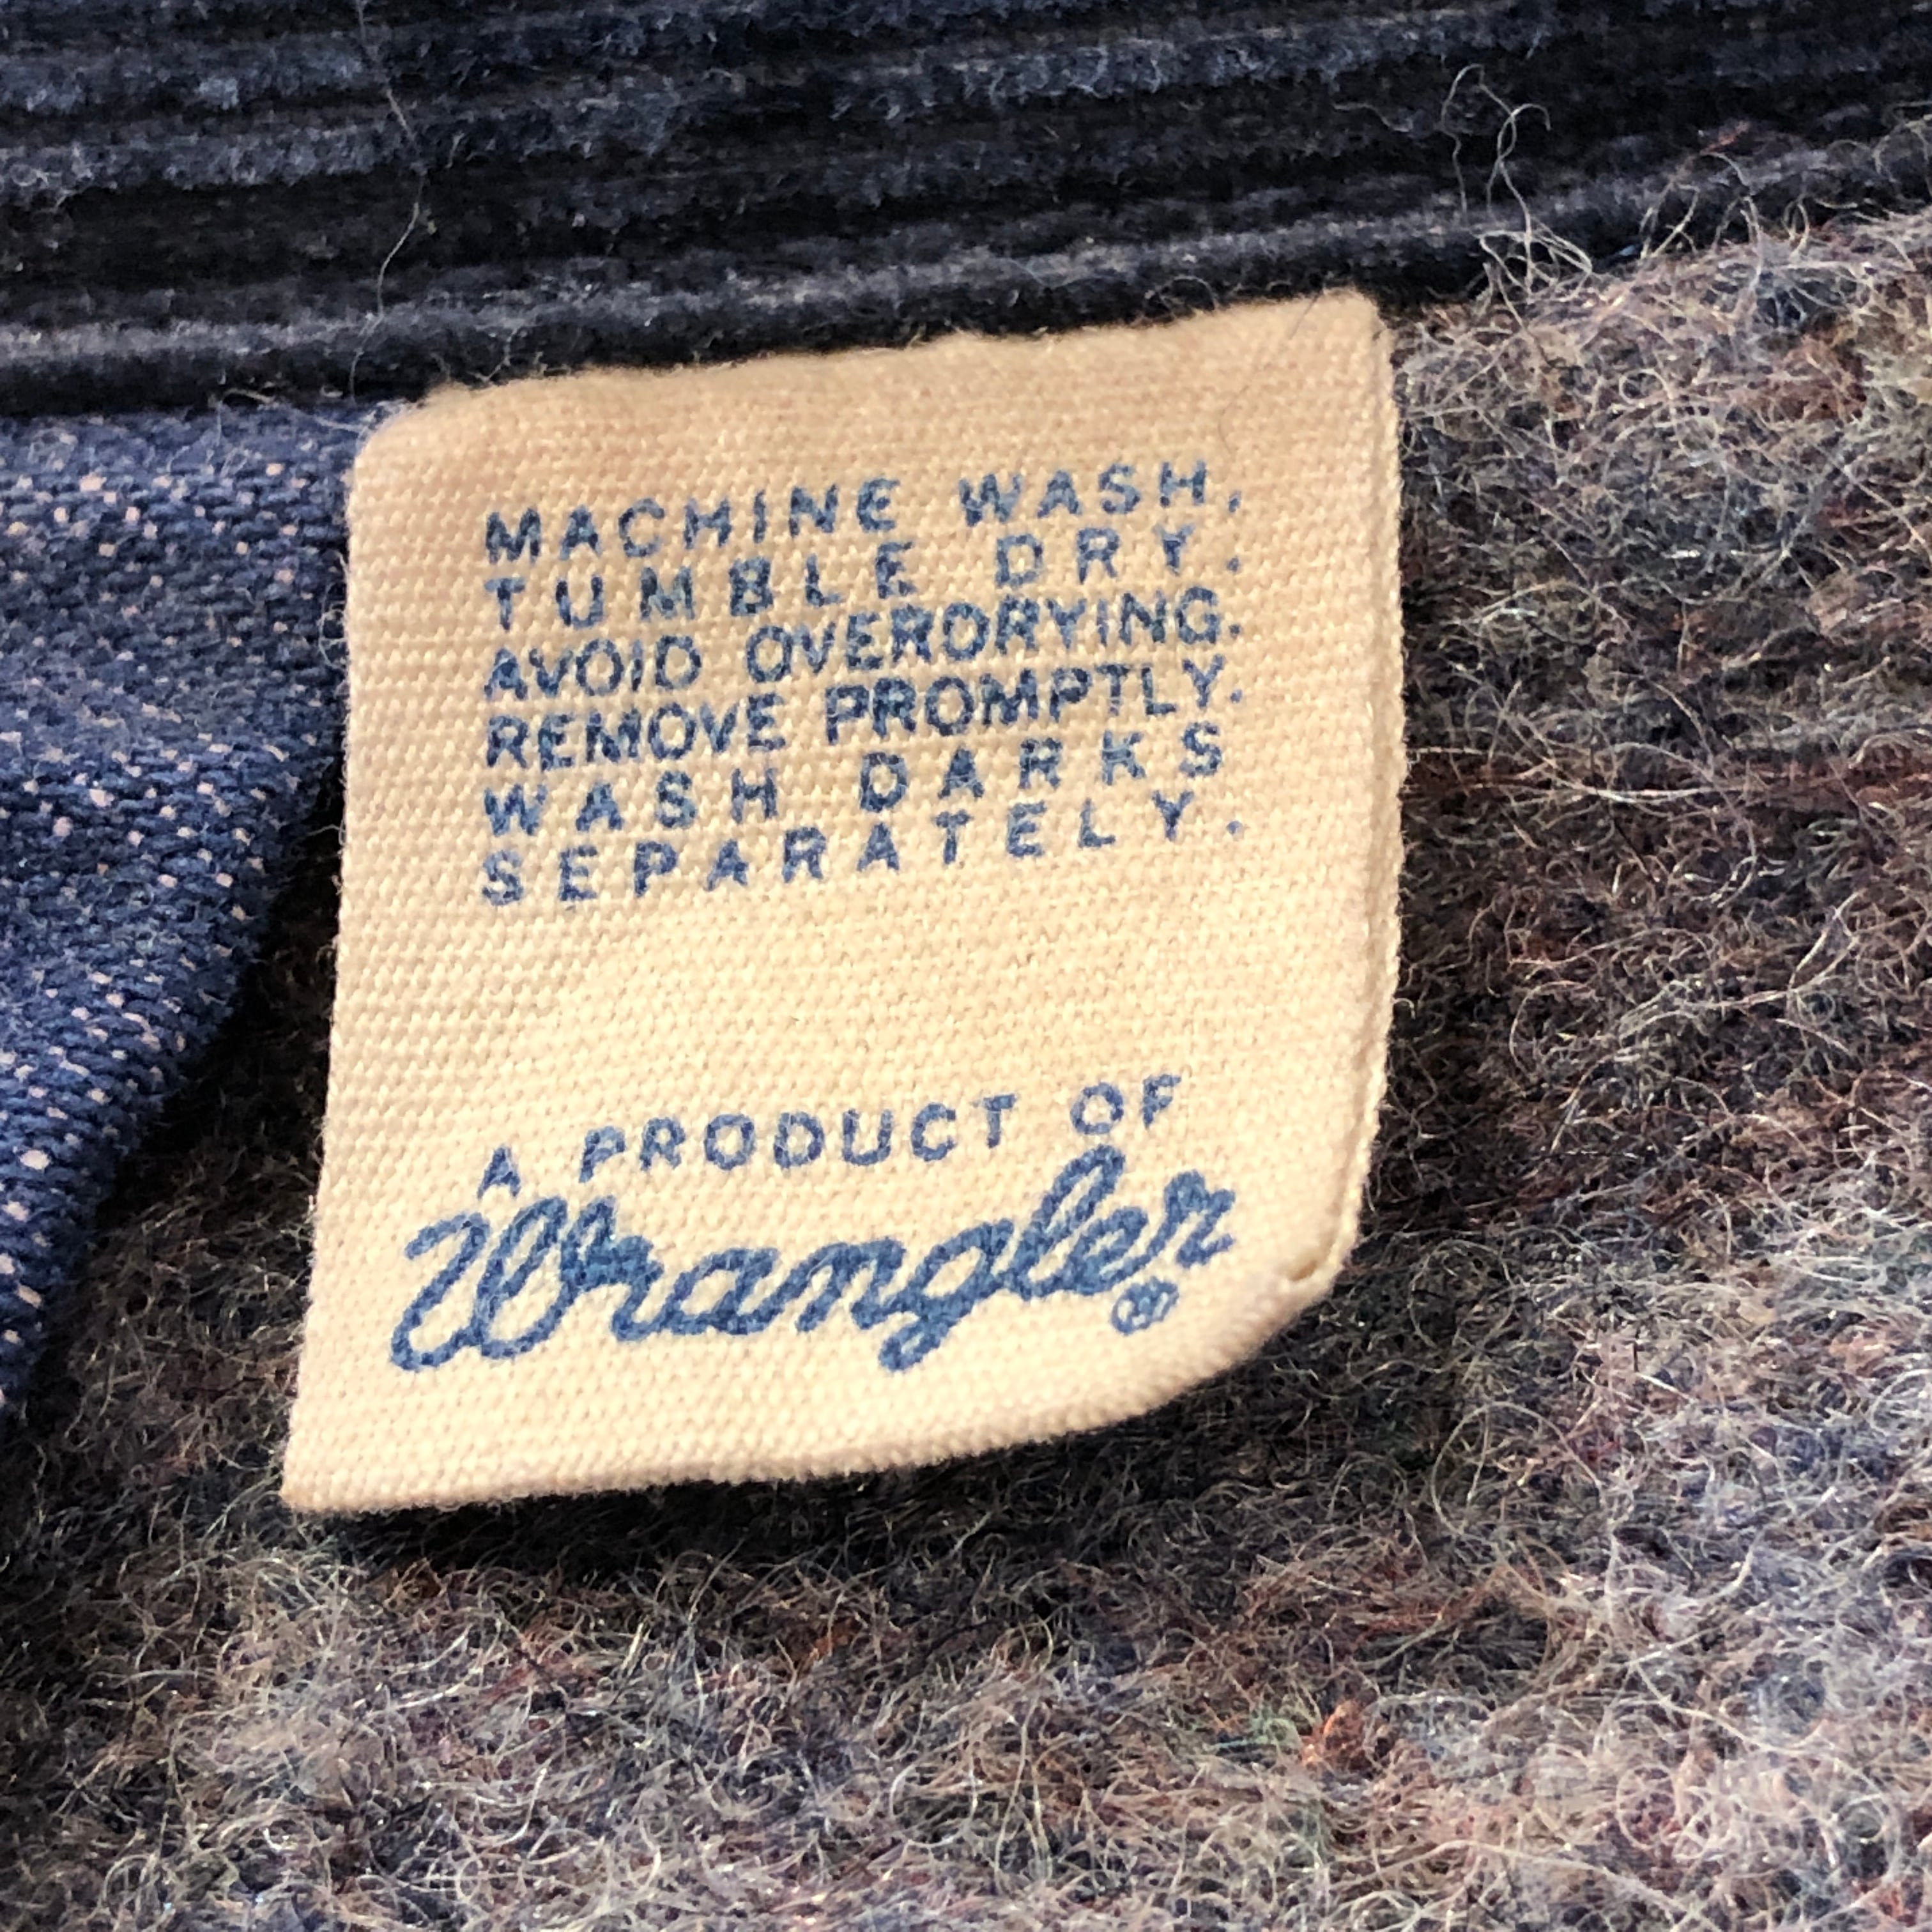 MACHINE WASH,
TUMBLE DRY.
AVOID OVERDRYING.
REMOVE PROMPTLY.
WASH DARKS
SEPARATELY.
A PRODUCT OF
Wrangler®